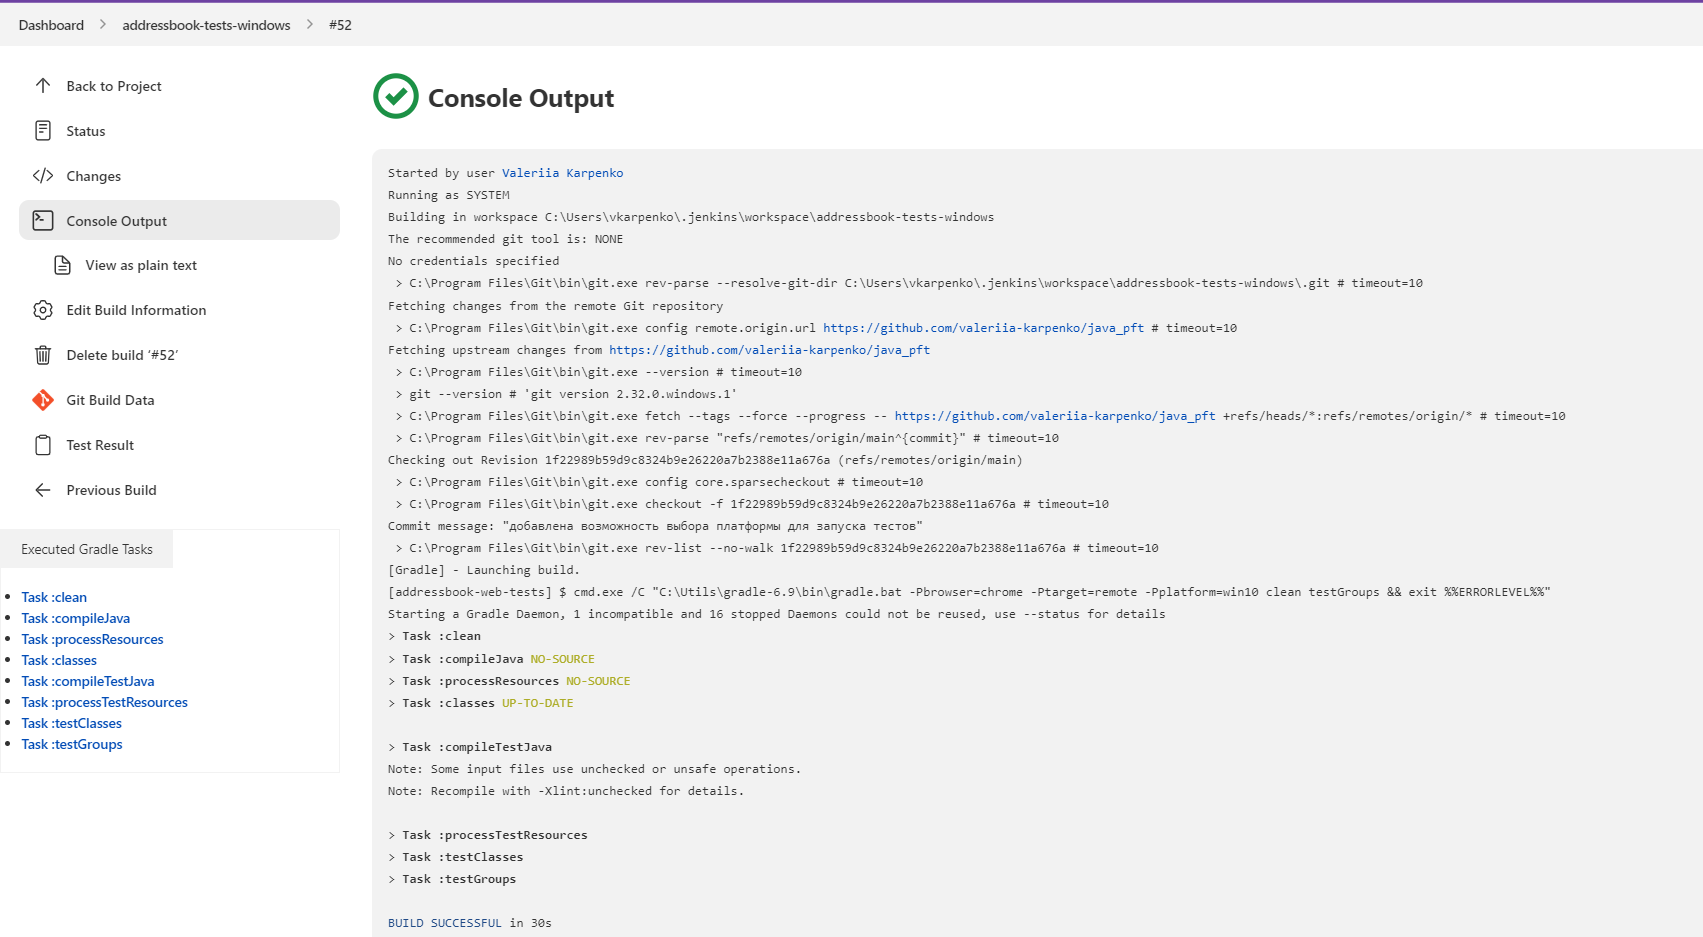 Dashboard > addressbook-tests-windows > #52
Back to Project
Status
Changes
Console Output
View as plain text
Edit Build Information
Delete build ‘#52’
Git Build Data
Test Result
Previous Build
Executed Gradle Tasks
Task :clean
Task :compileJava
Task :processResources
Task :classes
Task :compileTestJava
Task :processTestResources
Task :testClasses
Task :testGroups
Console Output
Started by user Valeriia Karpenko
Running as SYSTEM
Building in workspace C:\Users\vkarpenko\.jenkins\workspace\addressbook-tests-windows
The recommended git tool is: NONE
No credentials specified
> C:\Program Files\Git\bin\git.exe rev-parse --resolve-git-dir C:\Users\vkarpenko\.jenkins\workspace\addressbook-tests-windows\.git # timeout=10
Fetching changes from the remote Git repository
> C:\Program Files\Git\bin\git.exe config remote.origin.url https://github.com/valeriia-karpenko/java_pft # timeout=10
Fetching upstream changes from https://github.com/valeriia-karpenko/java_pft
> C:\Program Files\Git\bin\git.exe --version # timeout=10
> git --version # 'git version 2.32.0.windows.1'
> C:\Program Files\Git\bin\git.exe fetch --tags --force --progress -- https://github.com/valeriia-karpenko/java_pft +refs/heads/*:refs/remotes/origin/* # timeout=10
> C:\Program Files\Git\bin\git.exe rev-parse "refs/remotes/origin/main^{commit}" # timeout=10
Checking out Revision 1f22989b59d9c8324b9e26220a7b2388e11a676a (refs/remotes/origin/main)
> C:\Program Files\Git\bin\git.exe config core.sparsecheckout # timeout=10
> C:\Program Files\Git\bin\git.exe checkout -f 1f22989b59d9c8324b9e26220a7b2388e11a676a # timeout=10
Commit message: "добавлена возможность выбора платформы для запуска тестов"
> C:\Program Files\Git\bin\git.exe rev-list --no-walk 1f22989b59d9c8324b9e26220a7b2388e11a676a # timeout=10
[Gradle] - Launching build.
[addressbook-web-tests] $ cmd.exe /C "C:\Utils\gradle-6.9\bin\gradle.bat -Pbrowser=chrome -Ptarget=remote -Pplatform=win10 clean testGroups && exit %%ERRORLEVEL%%"
Starting a Gradle Daemon, 1 incompatible and 16 stopped Daemons could not be reused, use --status for details
> Task :clean
> Task :compileJava NO-SOURCE
> Task :processResources NO-SOURCE
> Task :classes UP-TO-DATE
> Task :compileTestJava
Note: Some input files use unchecked or unsafe operations.
Note: Recompile with -Xlint:unchecked for details.
> Task :processTestResources
> Task :testClasses
> Task :testGroups
BUILD SUCCESSFUL in 30s